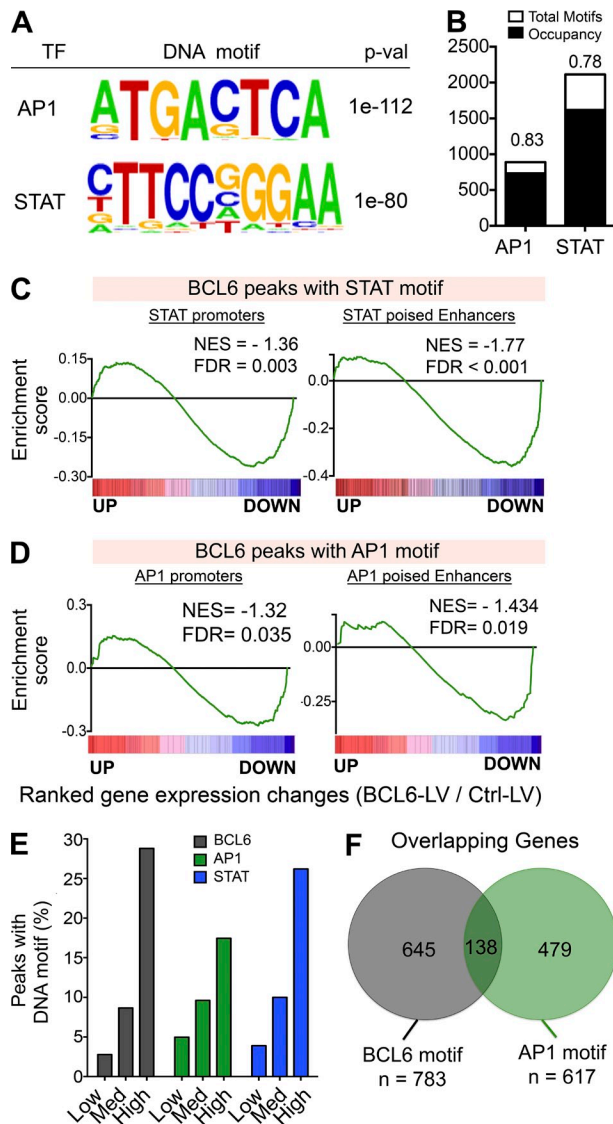 A
TF DNA motif p-val
AP1 ATGACTCA 1e-112
STAT CTTCCGGGAA 1e-80
B
Total Motifs
Occupancy
2500
2000
1500
1000
500
0
0.83
0.78
AP1 STAT
C
BCL6 peaks with STAT motif
STAT promoters
STAT poised Enhancers
NES = - 1.36
FDR = 0.003
NES = -1.77
FDR < 0.001
Enrichment
score
0.15
0.00
-0.15
-0.30
0.0
-0.2
-0.4
UP DOWN
UP DOWN
D
BCL6 peaks with AP1 motif
AP1 promoters
AP1 poised Enhancers
NES= -1.32
FDR= 0.035
NES= - 1.434
FDR= 0.019
Enrichment
score
0.3
0.0
-0.3
0.00
-0.25
UP DOWN
UP DOWN
Ranked gene expression changes (BCL6-LV / Ctrl-LV)
E
BCL6
AP1
STAT
Peaks with
DNA motif (%)
30
25
20
15
10
5
0
Low Med High Low Med High Low Med High
F
Overlapping Genes
645 138 479
BCL6 motif
n = 783
AP1 motif
n = 617